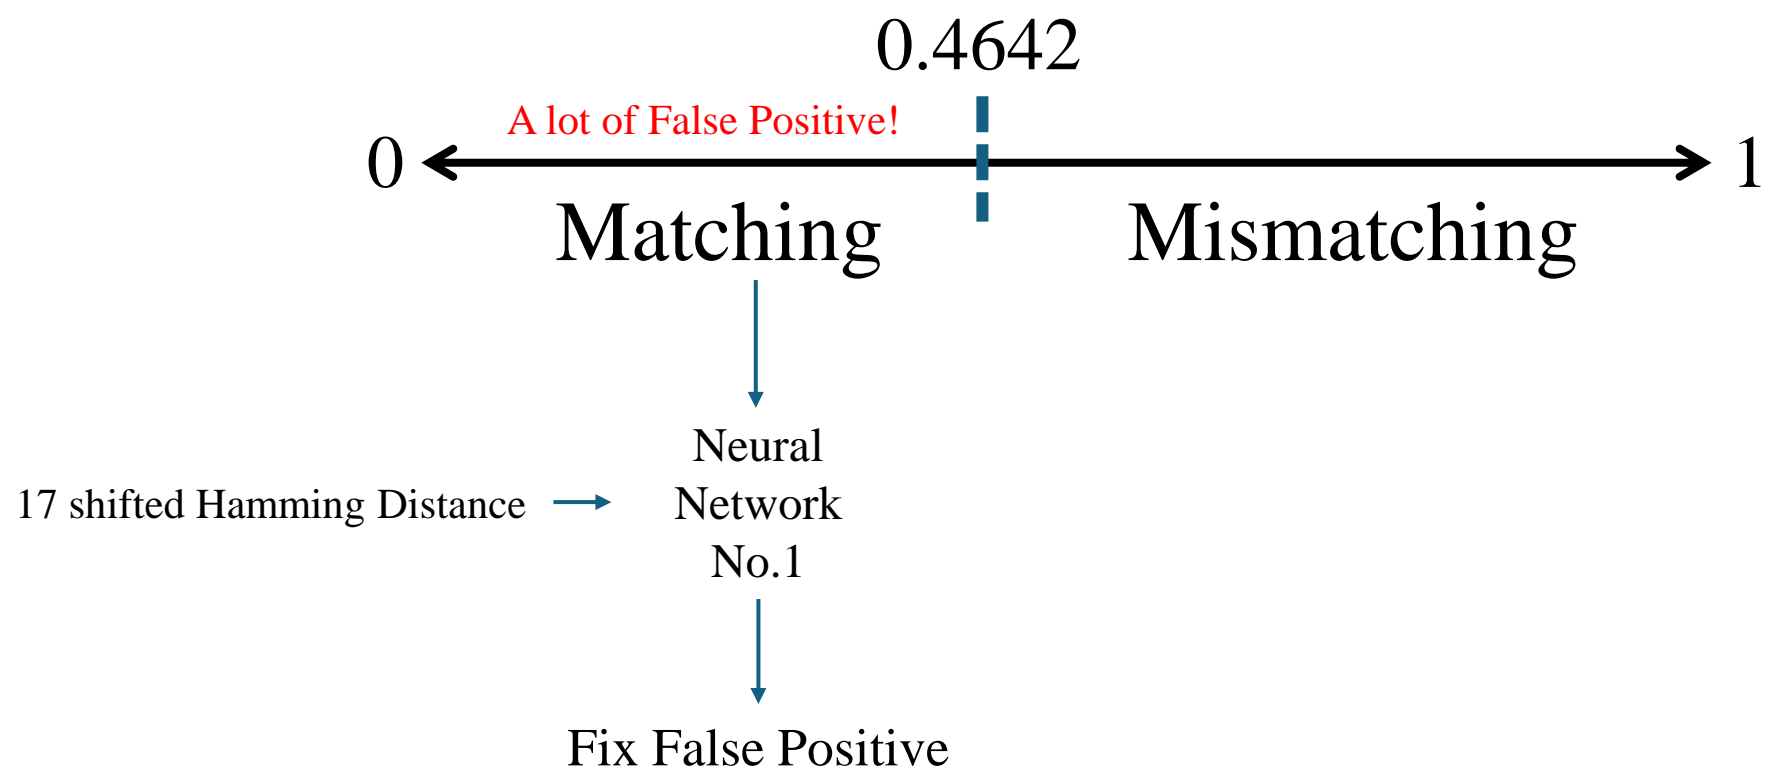 0.4642
A lot of False Positive!
0
1
Matching
Mismatching
Neural
Network
No.1
17 shifted Hamming Distance
Fix False Positive